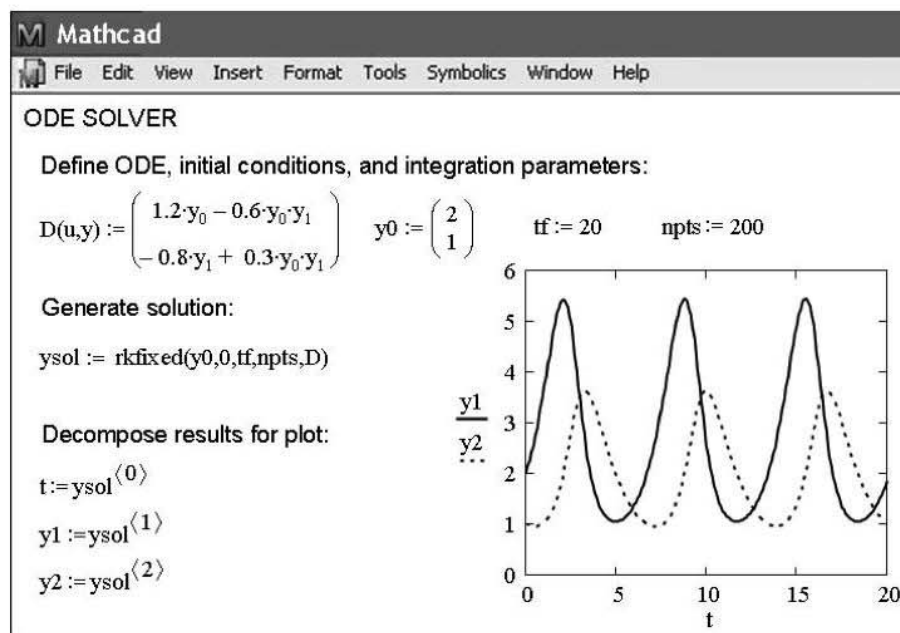 Mathcad
File Edit View Insert Format Tools Symbolics Window Help
ODE SOLVER
Define ODE, initial conditions, and integration parameters:
D(u,y) := ( 1.2·y₀ − 0.6·y₀·y₁
− 0.8·y₁ + 0.3·y₀·y₁ )
y0 := ( 2
1 )
tf := 20
npts := 200
Generate solution:
ysol := rkfixed(y0,0,tf,npts,D)
Decompose results for plot:
t:=ysol⟨0⟩
y1:=ysol⟨1⟩
y2:=ysol⟨2⟩
6
5
4
3
2
1
0
y1
y2
0 5 10 15 20
t